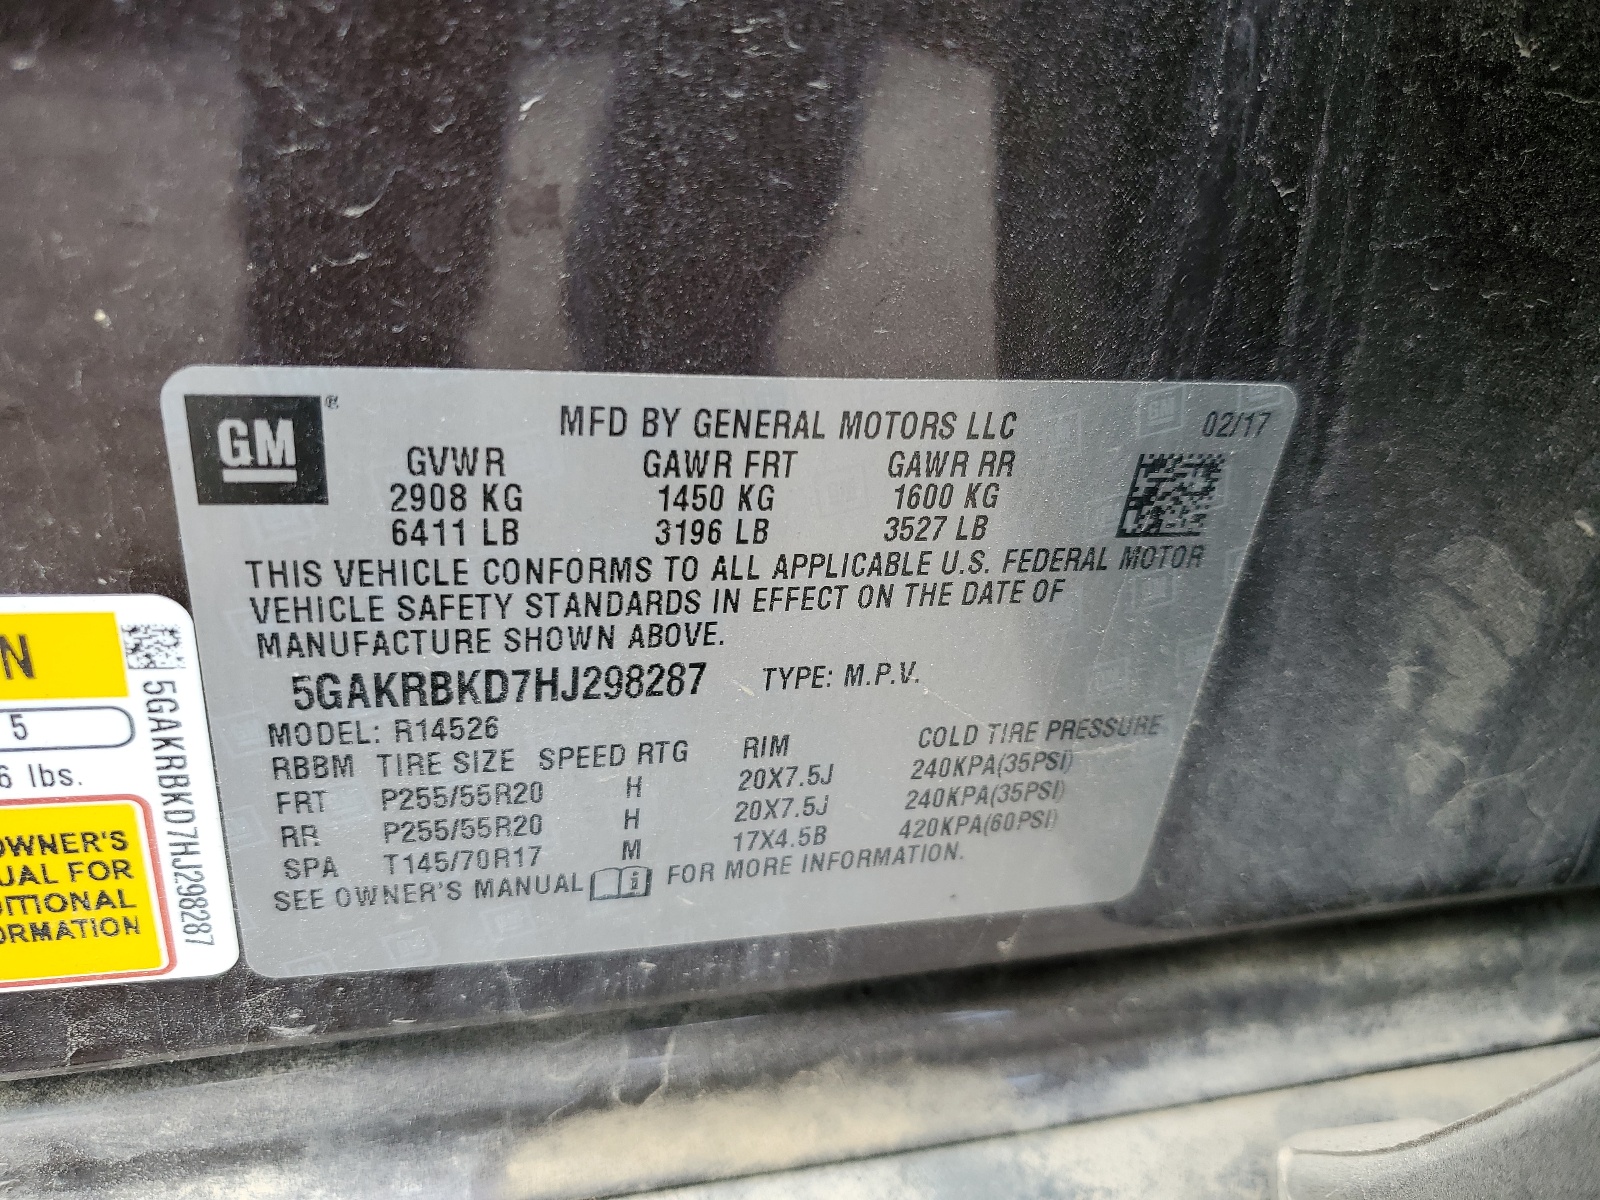 GM ®
MFD BY GENERAL MOTORS LLC 02/17
GVWR GAWR FRT GAWR RR
2908 KG 1450 KG 1600 KG
6411 LB 3196 LB 3527 LB
THIS VEHICLE CONFORMS TO ALL APPLICABLE U.S. FEDERAL MOTOR
VEHICLE SAFETY STANDARDS IN EFFECT ON THE DATE OF
MANUFACTURE SHOWN ABOVE.
5GAKRBKD7HJ298287 TYPE: M.P.V.
MODEL: R14526
RBBM TIRE SIZE SPEED RTG RIM COLD TIRE PRESSURE
FRT P255/55R20 H 20X7.5J 240KPA(35PSI)
RR P255/55R20 H 20X7.5J 240KPA(35PSI)
SPA T145/70R17 M 17X4.5B 420KPA(60PSI)
SEE OWNER'S MANUAL i FOR MORE INFORMATION.
N
5
6 lbs.
OWNER'S
UAL FOR
ITIONAL
ORMATION
5GAKRBKD7HJ298287